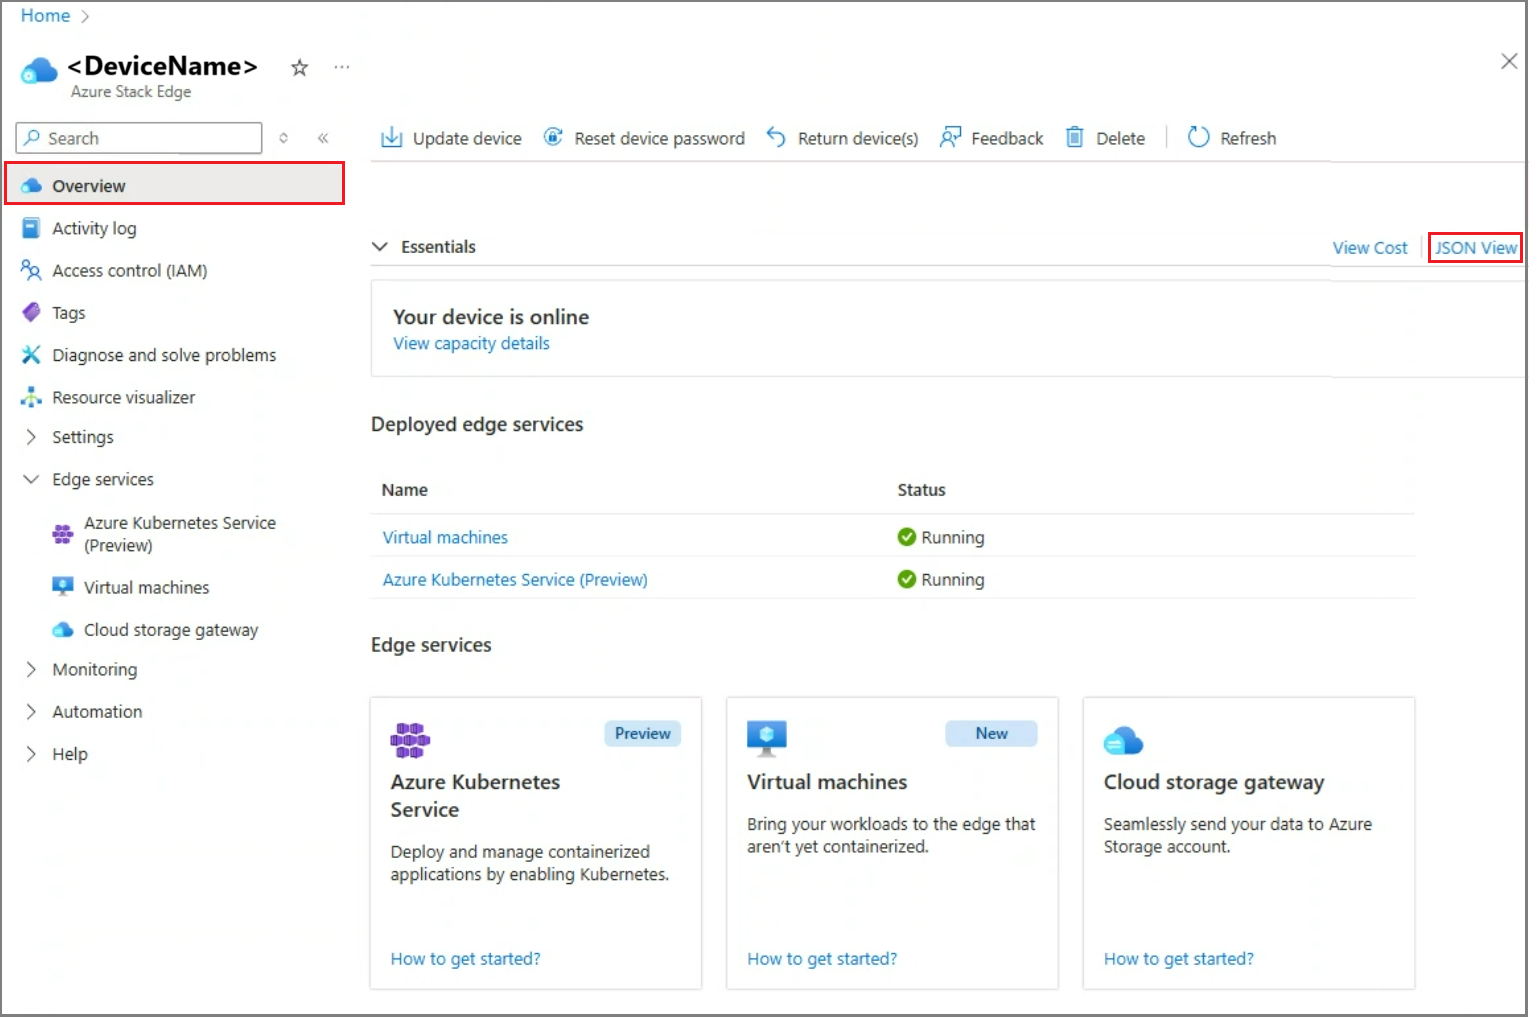 Home
<DeviceName>
Azure Stack Edge
Search
Update device
Reset device password
Return device(s)
Feedback
Delete
Refresh
Overview
Activity log
Access control (IAM)
Tags
Diagnose and solve problems
Resource visualizer
Settings
Edge services
Azure Kubernetes Service
(Preview)
Virtual machines
Cloud storage gateway
Monitoring
Automation
Help
Essentials
View Cost
JSON View
Your device is online
View capacity details
Deployed edge services
Name Status
Virtual machines Running
Azure Kubernetes Service (Preview) Running
Edge services
Preview
Azure Kubernetes
Service
Deploy and manage containerized
applications by enabling Kubernetes.
How to get started?
New
Virtual machines
Bring your workloads to the edge that
aren't yet containerized.
How to get started?
Cloud storage gateway
Seamlessly send your data to Azure
Storage account.
How to get started?